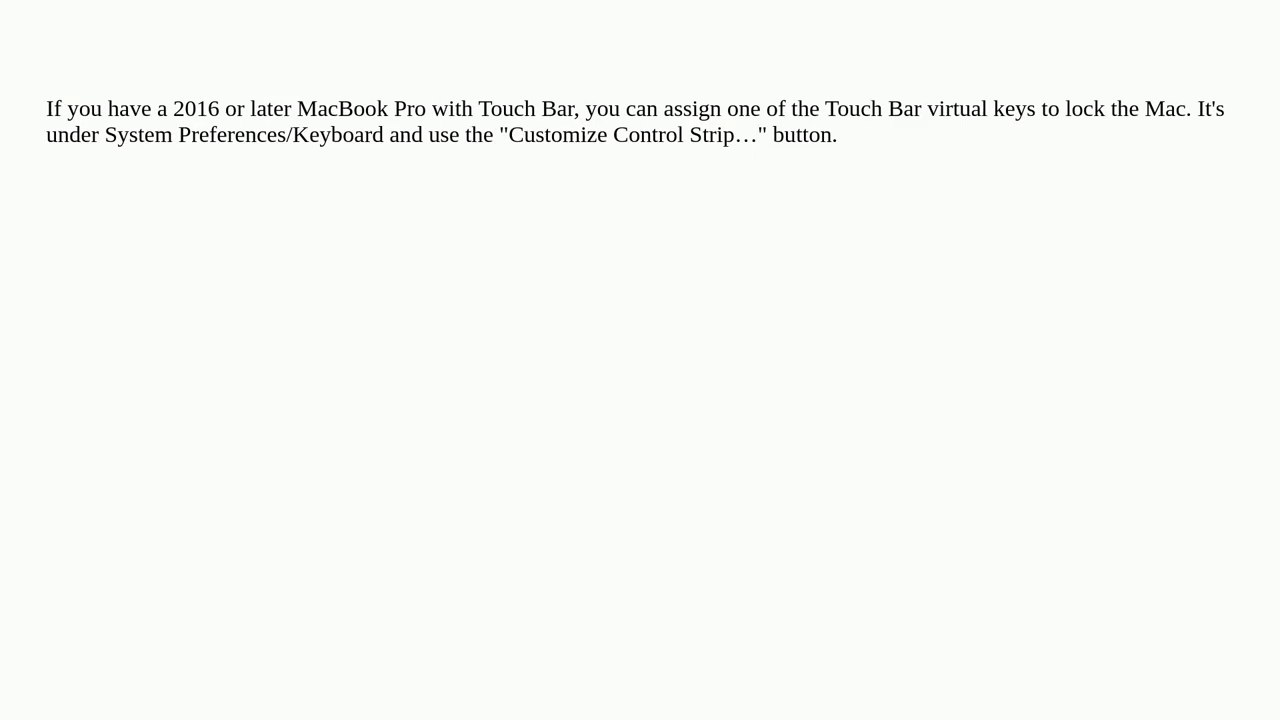 If you have a 2016 or later MacBook Pro with Touch Bar, you can assign one of the Touch Bar virtual keys to lock the Mac. It's
under System Preferences/Keyboard and use the "Customize Control Strip…" button.